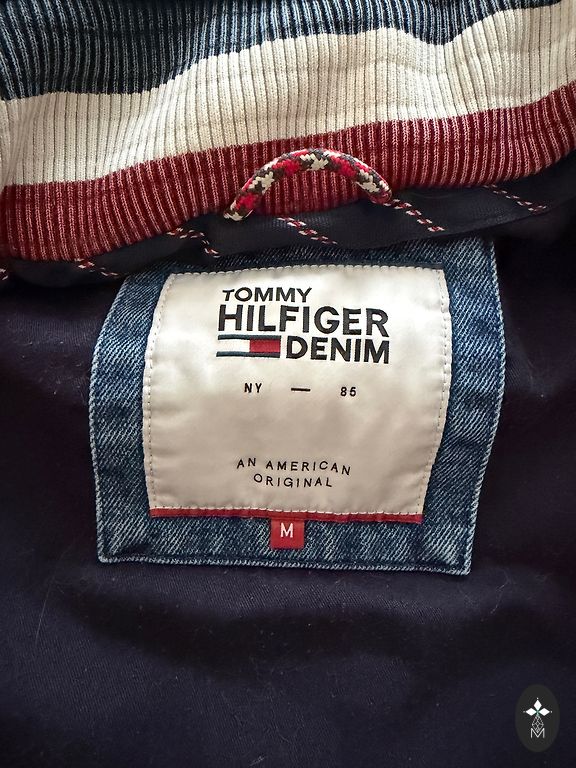 TOMMY
HILFIGER
DENIM
NY — 85
AN AMERICAN
ORIGINAL
M
M